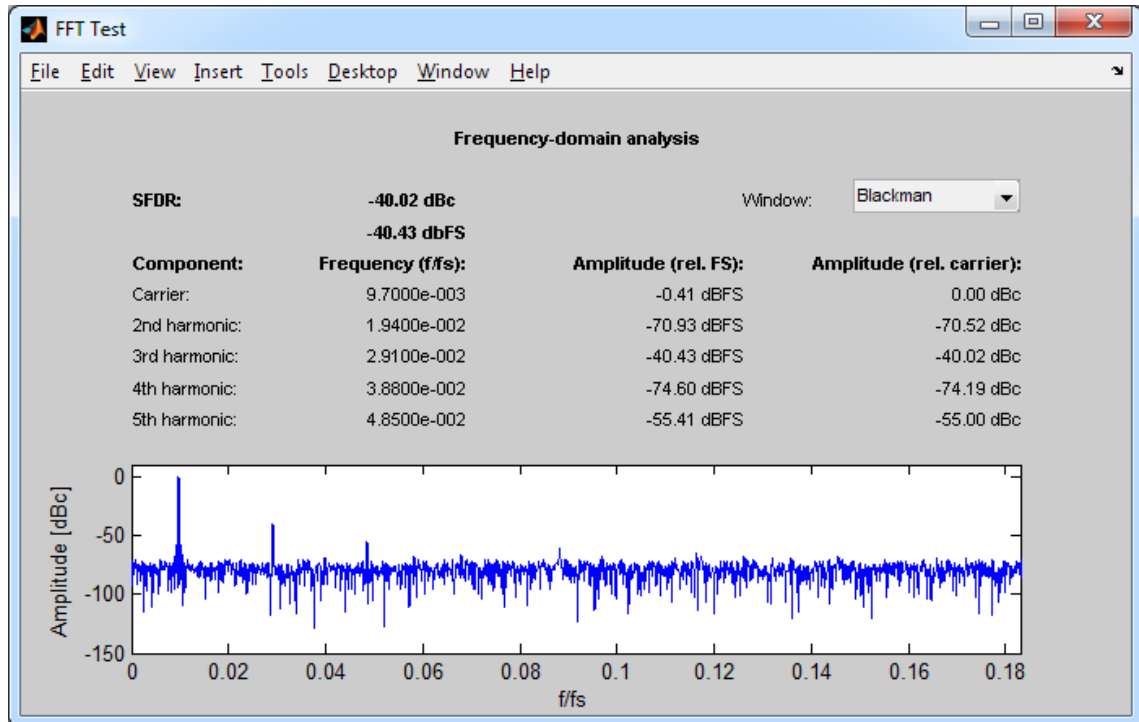 FFT Test
File Edit View Insert Tools Desktop Window Help
Frequency-domain analysis
SFDR: -40.02 dBc Window: Blackman
-40.43 dbFS
Component: Frequency (f/fs): Amplitude (rel. FS): Amplitude (rel. carrier):
Carrier: 9.7000e-003 -0.41 dBFS 0.00 dBc
2nd harmonic: 1.9400e-002 -70.93 dBFS -70.52 dBc
3rd harmonic: 2.9100e-002 -40.43 dBFS -40.02 dBc
4th harmonic: 3.8800e-002 -74.60 dBFS -74.19 dBc
5th harmonic: 4.8500e-002 -55.41 dBFS -55.00 dBc
Amplitude [dBc]
0
-50
-100
-150
0 0.02 0.04 0.06 0.08 0.1 0.12 0.14 0.16 0.18
f/fs